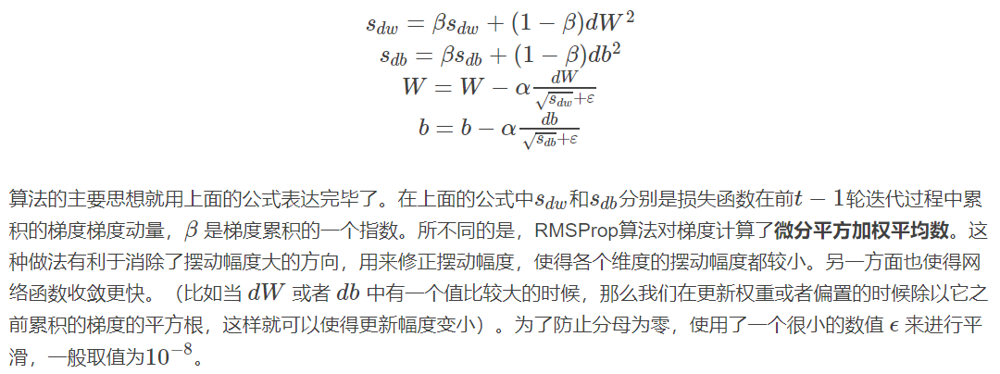 $s_{dw} = \beta s_{dw} + (1 - \beta)dW^2$
$s_{db} = \beta s_{db} + (1 - \beta)db^2$
$W = W - \alpha \frac{dW}{\sqrt{s_{dw}}+\varepsilon}$
$b = b - \alpha \frac{db}{\sqrt{s_{db}}+\varepsilon}$
算法的主要思想就用上面的公式表达完毕了。在上面的公式中$s_{dw}$和$s_{db}$分别是损失函数在前$t-1$轮迭代过程中累
积的梯度梯度动量，$\beta$ 是梯度累积的一个指数。所不同的是，RMSProp算法对梯度计算了微分平方加权平均数。这
种做法有利于消除了摆动幅度大的方向，用来修正摆动幅度，使得各个维度的摆动幅度都较小。另一方面也使得网
络函数收敛更快。（比如当 $dW$ 或者 $db$ 中有一个值比较大的时候，那么我们在更新权重或者偏置的时候除以它之
前累积的梯度的平方根，这样就可以使得更新幅度变小）。为了防止分母为零，使用了一个很小的数值 $\epsilon$ 来进行平
滑，一般取值为$10^{-8}$。